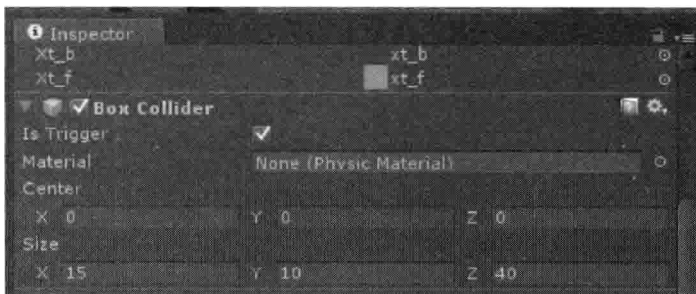 Inspector
Xt_b xt_b
Xt_f xt_f
Box Collider
Is Trigger
Material None (Physic Material)
Center
X 0 Y 0 Z 0
Size
X 15 Y 10 Z 40